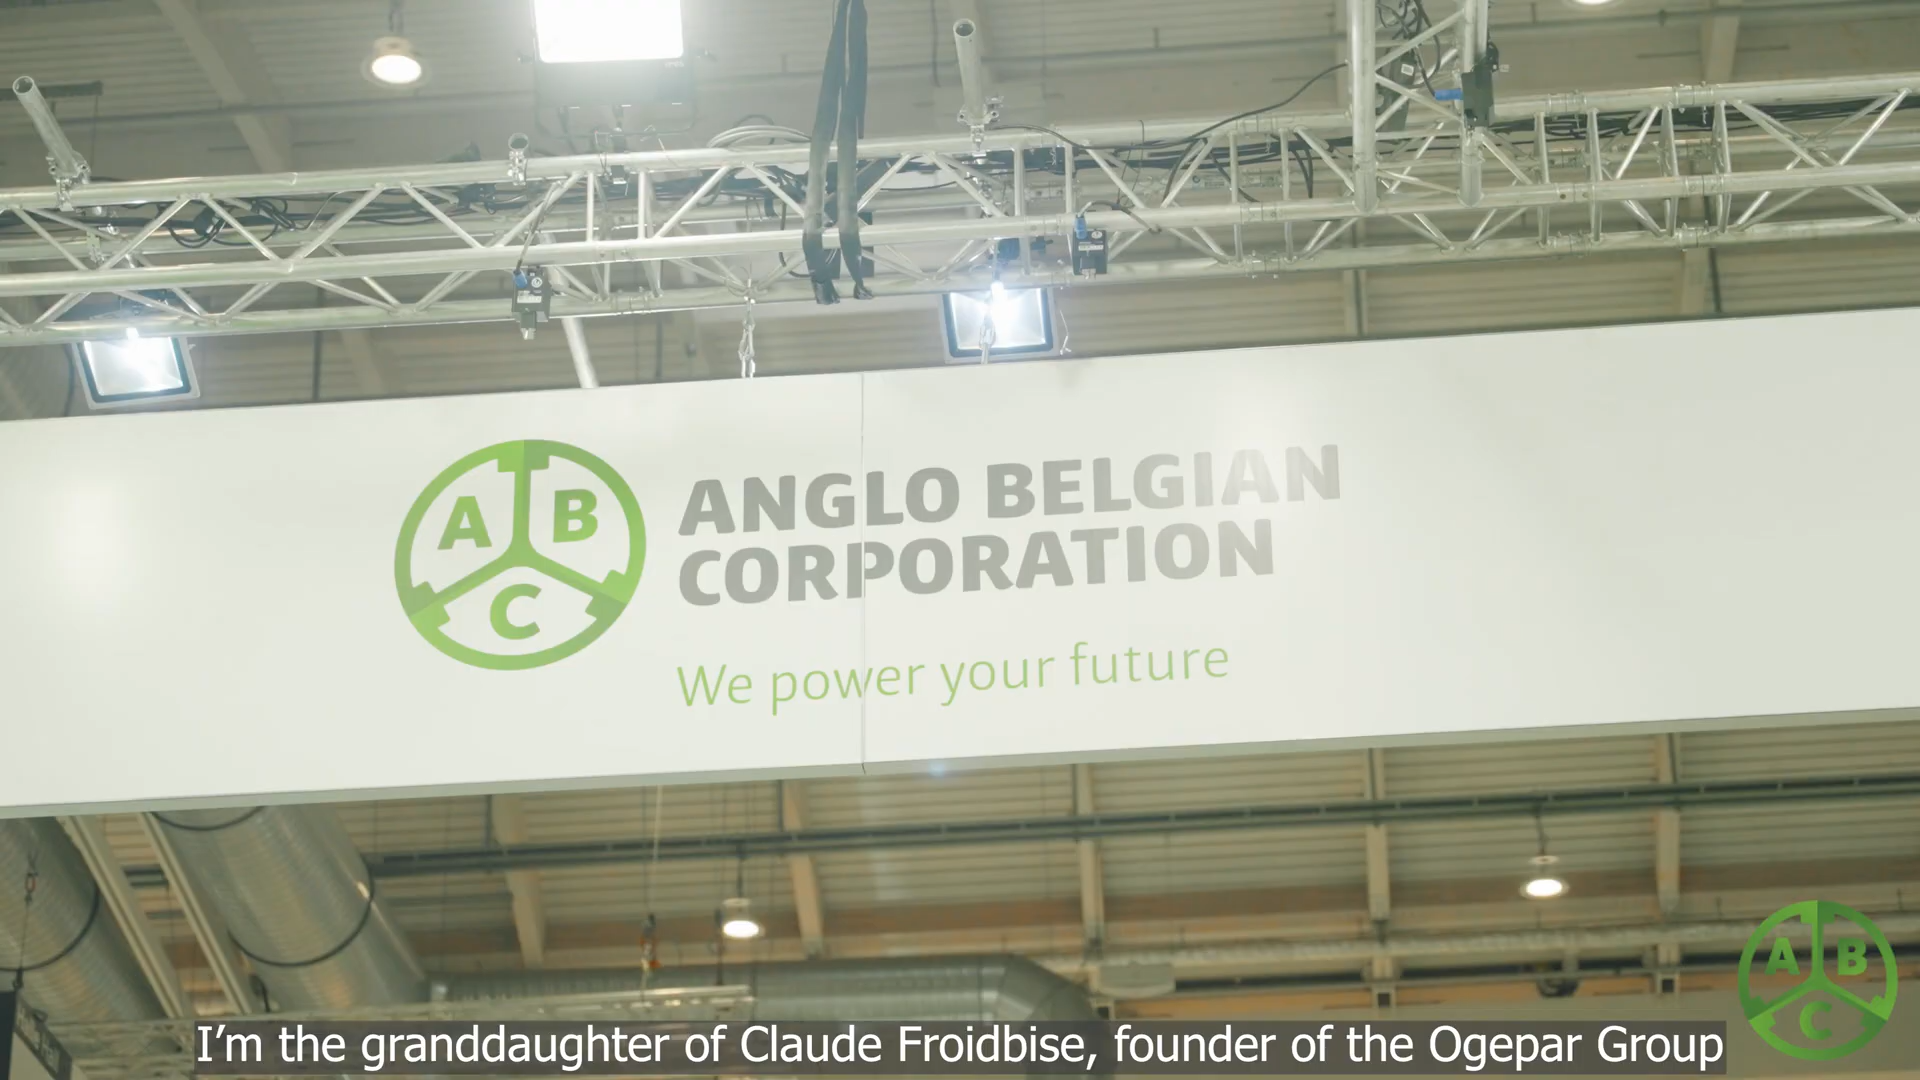 A B
C
ANGLO BELGIAN
CORPORATION
We power your future
A B
C
I'm the granddaughter of Claude Froidbise, founder of the Ogepar Group